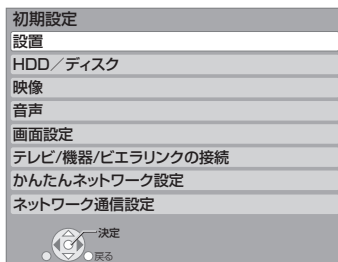 初期設定
設置
HDD／ディスク
映像
音声
画面設定
テレビ/機器/ビエラリンクの接続
かんたんネットワーク設定
ネットワーク通信設定
決定
戻る